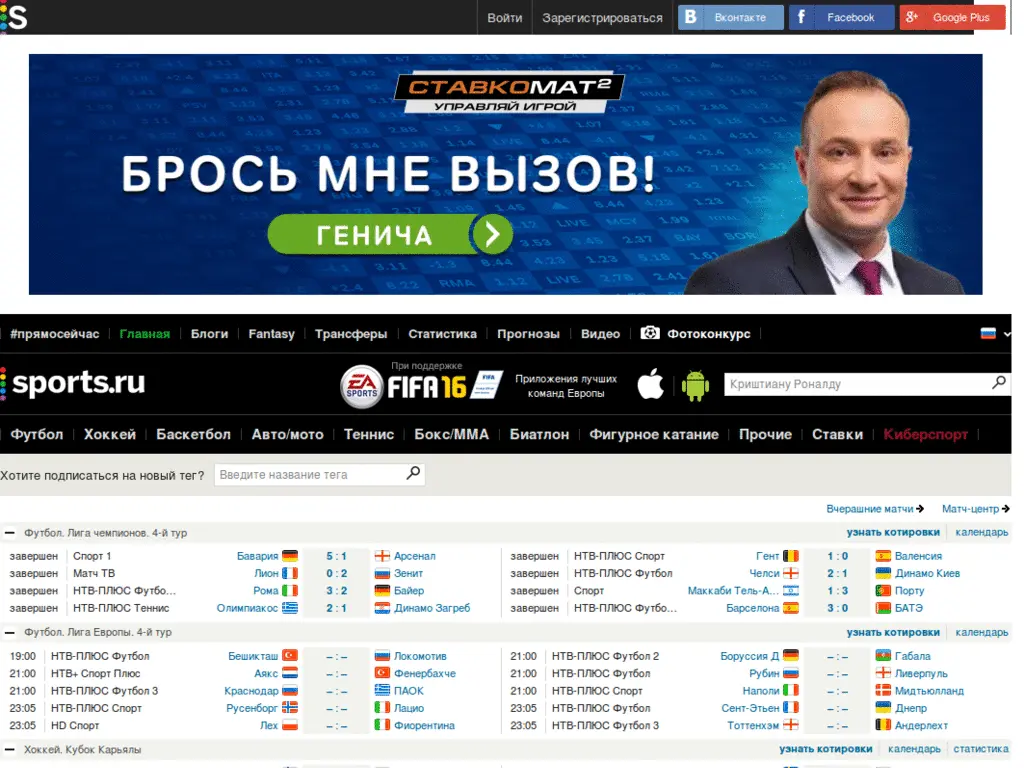 S
Войти
Зарегистрироваться
B Вконтакте
f Facebook
g+ Google Plus
СТАВКОМАТ²
УПРАВЛЯЙ ИГРОЙ
БРОСЬ МНЕ ВЫЗОВ!
ГЕНИЧА
#прямосейчас Главная Блоги Fantasy Трансферы Статистика Прогнозы Видео Фотоконкурс
sports.ru
При поддержке
EA SPORTS FIFA 16
Приложения лучших
команд Европы
Криштиану Роналду
Футбол Хоккей Баскетбол Авто/мото Теннис Бокс/ММА Биатлон Фигурное катание Прочие Ставки Киберспорт
Хотите подписаться на новый тег? Введите название тега
Вчерашние матчи Матч-центр
Футбол. Лига чемпионов. 4-й тур узнать котировки календарь
завершен Спорт 1 Бавария 5 : 1 Арсенал завершен НТВ-ПЛЮС Спорт Гент 1 : 0 Валенсия
завершен Матч ТВ Лион 0 : 2 Зенит завершен НТВ-ПЛЮС Футбол Челси 2 : 1 Динамо Киев
завершен НТВ-ПЛЮС Футбо... Рома 3 : 2 Байер завершен Спорт Маккаби Тель-А... 1 : 3 Порту
завершен НТВ-ПЛЮС Теннис Олимпиакос 2 : 1 Динамо Загреб завершен НТВ-ПЛЮС Футбо... Барселона 3 : 0 БАТЭ
Футбол. Лига Европы. 4-й тур узнать котировки календарь
19:00 НТВ-ПЛЮС Футбол Бешикташ – : – Локомотив 21:00 НТВ-ПЛЮС Футбол 2 Боруссия Д – : – Габала
21:00 НТВ+ Спорт Плюс Аякс – : – Фенербахче 21:00 НТВ-ПЛЮС Футбол Рубин – : – Ливерпуль
21:00 НТВ-ПЛЮС Футбол 3 Краснодар – : – ПАОК 21:00 НТВ-ПЛЮС Спорт Наполи – : – Мидтьюлланд
23:05 НТВ-ПЛЮС Спорт Русенборг – : – Лацио 23:05 НТВ-ПЛЮС Футбол Сент-Этьен – : – Днепр
23:05 HD Спорт Лех – : – Фиорентина 23:05 НТВ-ПЛЮС Футбол 3 Тоттенхэм – : – Андерлехт
Хоккей. Кубок Карьялы узнать котировки календарь статистика